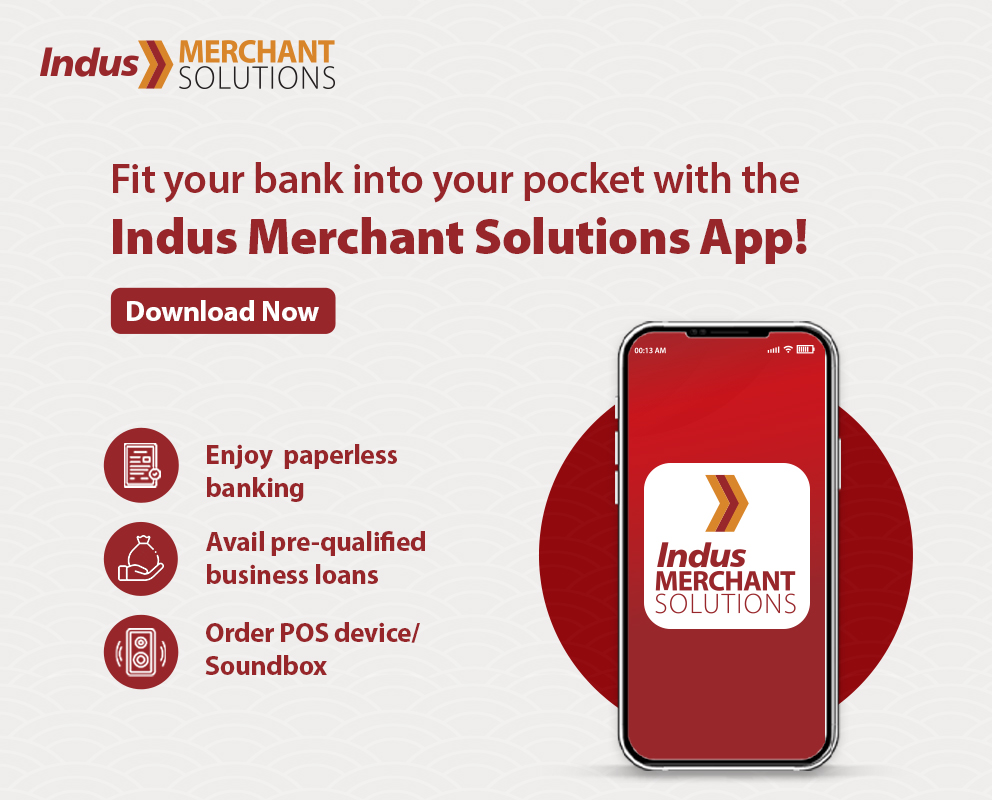 Indus MERCHANT
SOLUTIONS
Fit your bank into your pocket with the
Indus Merchant Solutions App!
Download Now
00:13 AM
Enjoy paperless
banking
Avail pre-qualified
business loans
Order POS device/
Soundbox
Indus
MERCHANT
SOLUTIONS